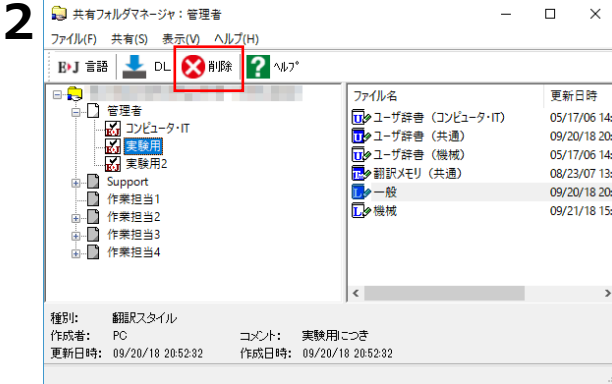 2
共有フォルダマネージャ：管理者
ファイル(F) 共有(S) 表示(V) ヘルプ(H)
E▸J 言語 DL 削除 ? ﾍﾙﾌﾟ
管理者
コンピュータ・IT
実験用
実験用2
Support
作業担当1
作業担当2
作業担当3
作業担当4
ファイル名 更新日時
ユーザ辞書（コンピュータ・IT) 05/17/06 14:
ユーザ辞書（共通） 09/20/18 20:
ユーザ辞書（機械） 05/17/06 14:
翻訳メモリ（共通） 08/23/07 13:
一般 09/20/18 20:
機械 09/21/18 15:
種別: 翻訳スタイル
作成者: PC コメント: 実験用につき
更新日時: 09/20/18 20:52:32 作成日時: 09/20/18 20:52:32